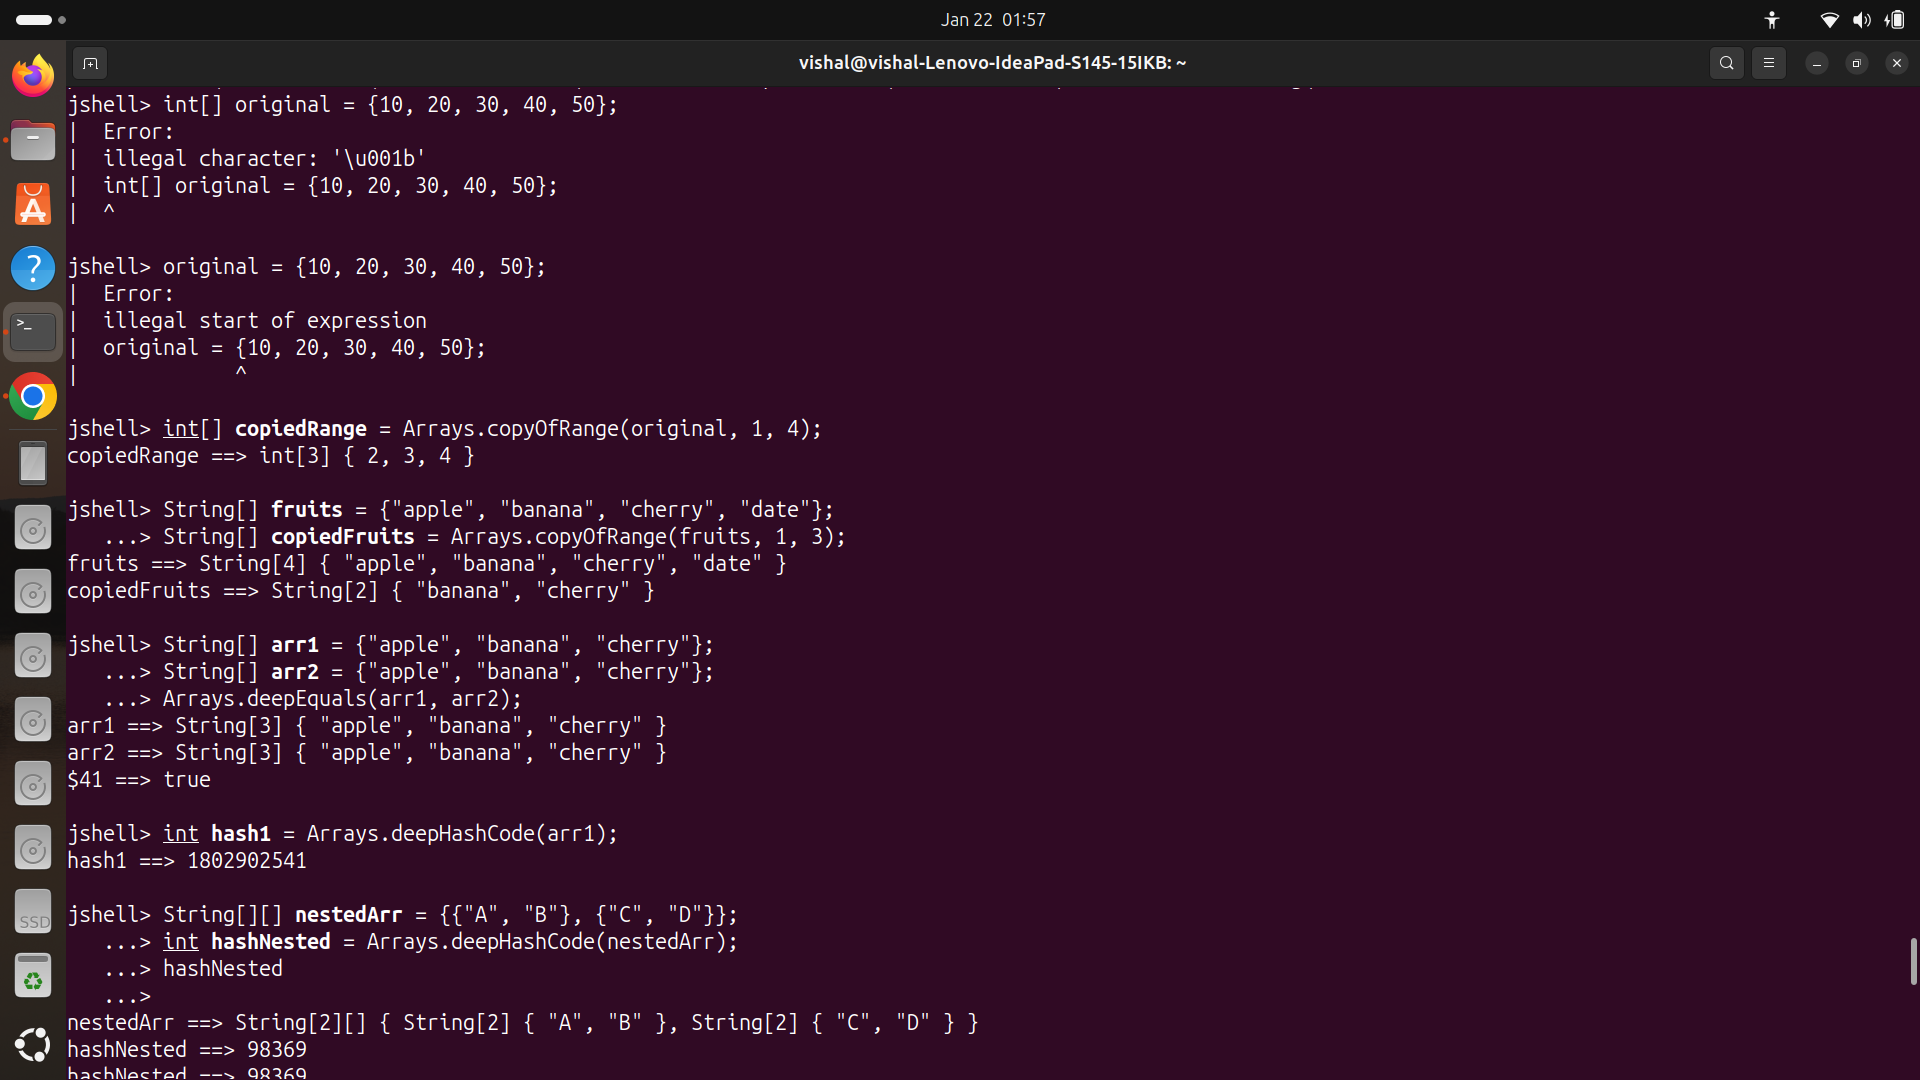 Jan 22 01:57
vishal@vishal-Lenovo-IdeaPad-S145-15IKB: ~
jshell> int[] original = {10, 20, 30, 40, 50};
|  Error:
|  illegal character: '\u001b'
|  int[] original = {10, 20, 30, 40, 50};
|  ^
jshell> original = {10, 20, 30, 40, 50};
|  Error:
|  illegal start of expression
|  original = {10, 20, 30, 40, 50};
|             ^
jshell> int[] copiedRange = Arrays.copyOfRange(original, 1, 4);
copiedRange ==> int[3] { 2, 3, 4 }
jshell> String[] fruits = {"apple", "banana", "cherry", "date"};
   ...> String[] copiedFruits = Arrays.copyOfRange(fruits, 1, 3);
fruits ==> String[4] { "apple", "banana", "cherry", "date" }
copiedFruits ==> String[2] { "banana", "cherry" }
jshell> String[] arr1 = {"apple", "banana", "cherry"};
   ...> String[] arr2 = {"apple", "banana", "cherry"};
   ...> Arrays.deepEquals(arr1, arr2);
arr1 ==> String[3] { "apple", "banana", "cherry" }
arr2 ==> String[3] { "apple", "banana", "cherry" }
$41 ==> true
jshell> int hash1 = Arrays.deepHashCode(arr1);
hash1 ==> 1802902541
jshell> String[][] nestedArr = {{"A", "B"}, {"C", "D"}};
   ...> int hashNested = Arrays.deepHashCode(nestedArr);
   ...> hashNested
   ...>
nestedArr ==> String[2][] { String[2] { "A", "B" }, String[2] { "C", "D" } }
hashNested ==> 98369
hashNested ==> 98369
SSD